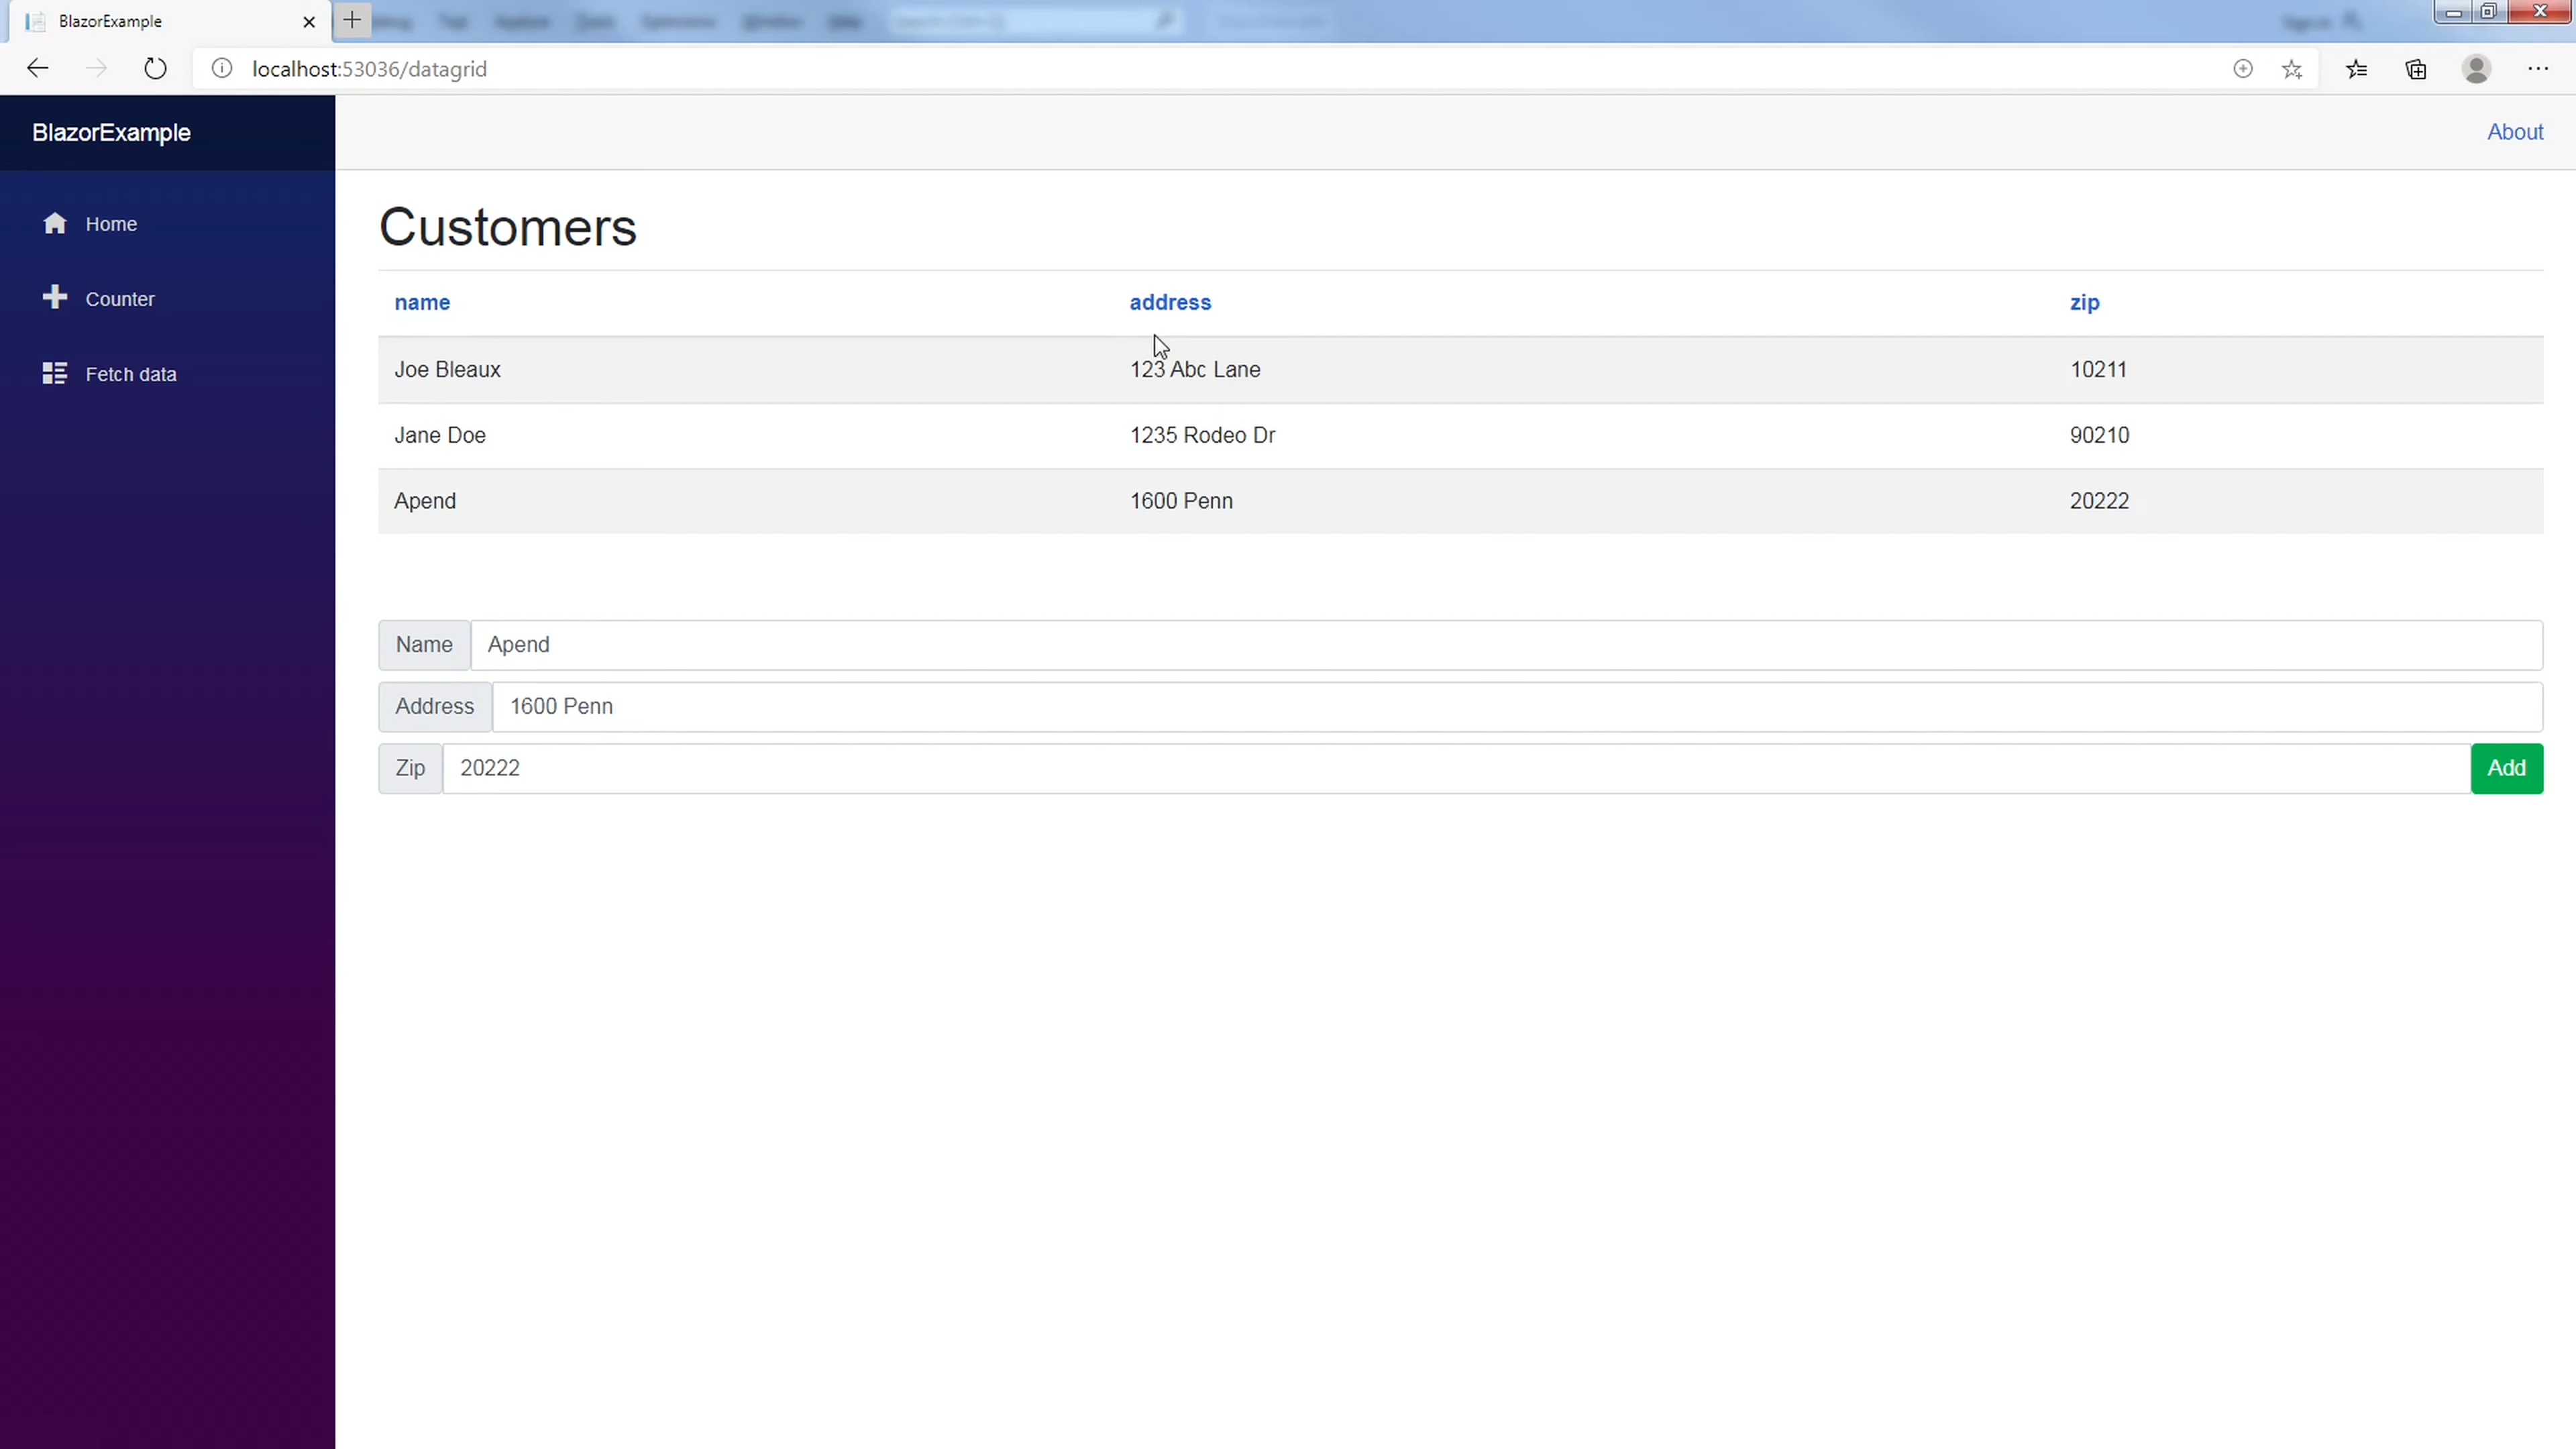 BlazorExample
localhost:53036/datagrid
BlazorExample
About
Home
Counter
Fetch data
Customers
name address zip
Joe Bleaux 123 Abc Lane 10211
Jane Doe 1235 Rodeo Dr 90210
Apend 1600 Penn 20222
Name Apend
Address 1600 Penn
Zip 20222 Add